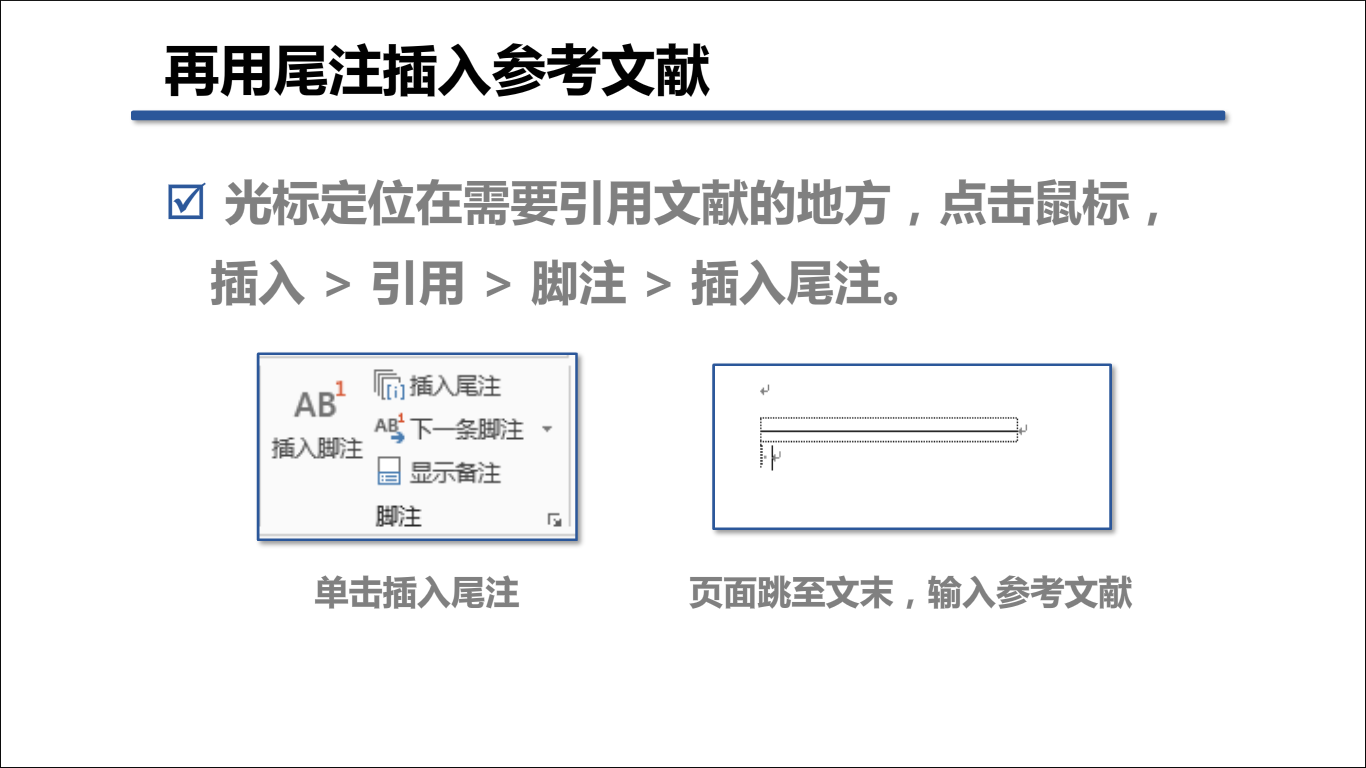 再用尾注插入参考文献
光标定位在需要引用文献的地方，点击鼠标，
插入 > 引用 > 脚注 > 插入尾注。
AB1
插入脚注
[i] 插入尾注
AB1 下一条脚注
显示备注
脚注
单击插入尾注
页面跳至文末，输入参考文献